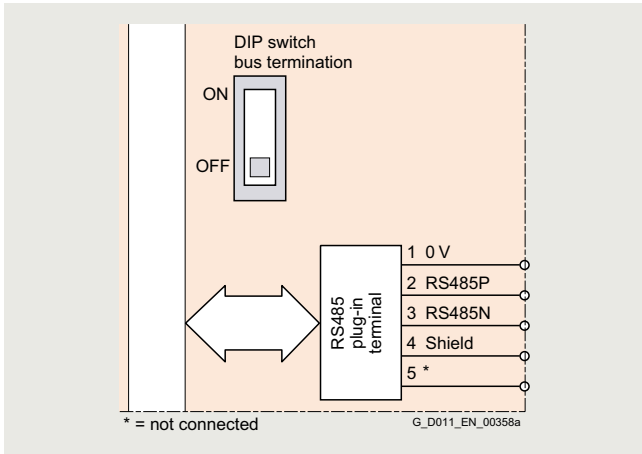 DIP switch
bus termination
ON
OFF
RS485
plug-in
terminal
1 0 V
2 RS485P
3 RS485N
4 Shield
5 *
* = not connected
G_D011_EN_00358a